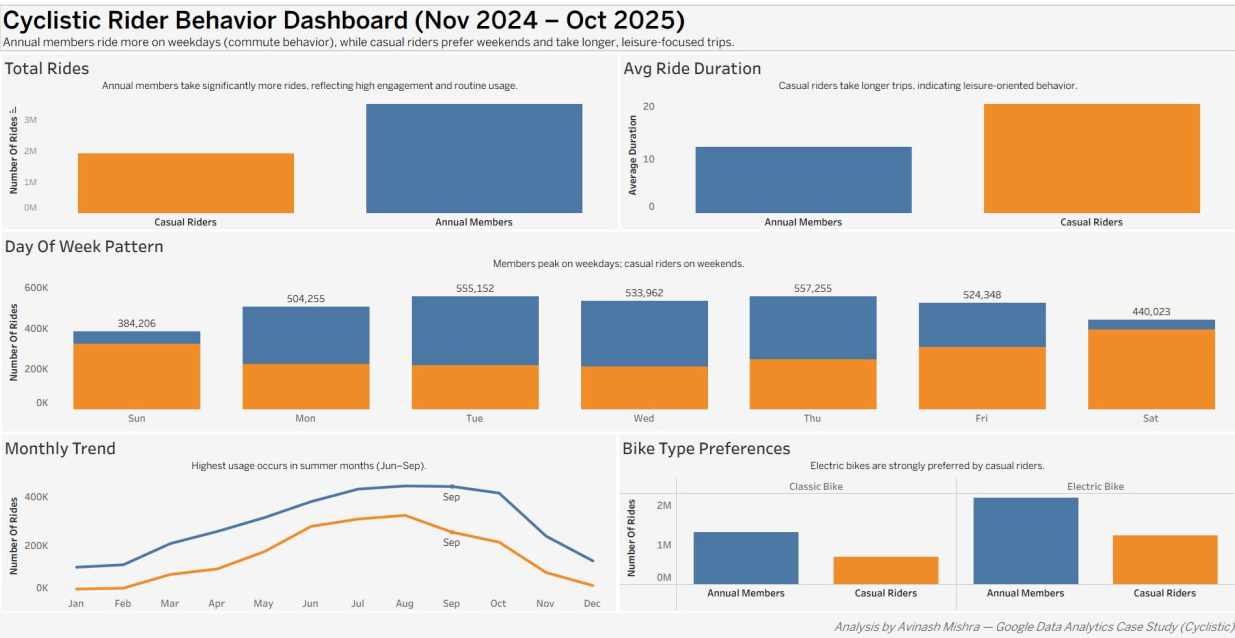 Cyclistic Rider Behavior Dashboard (Nov 2024 – Oct 2025)
Annual members ride more on weekdays (commute behavior), while casual riders prefer weekends and take longer, leisure-focused trips.
Total Rides
Annual members take significantly more rides, reflecting high engagement and routine usage.
Number Of Rides
3M
2M
1M
0M
Casual Riders
Annual Members
Avg Ride Duration
Casual riders take longer trips, indicating leisure-oriented behavior.
Average Duration
20
10
0
Annual Members
Casual Riders
Day Of Week Pattern
Members peak on weekdays; casual riders on weekends.
Number Of Rides
600K
400K
200K
0K
384,206
504,255
555,152
533,962
557,255
524,348
440,023
Sun
Mon
Tue
Wed
Thu
Fri
Sat
Monthly Trend
Highest usage occurs in summer months (Jun–Sep).
Number Of Rides
400K
200K
0K
Sep
Sep
Jan
Feb
Mar
Apr
May
Jun
Jul
Aug
Sep
Oct
Nov
Dec
Bike Type Preferences
Electric bikes are strongly preferred by casual riders.
Classic Bike
Electric Bike
Number Of Rides
2M
1M
0M
Annual Members
Casual Riders
Annual Members
Casual Riders
Analysis by Avinash Mishra — Google Data Analytics Case Study (Cyclistic)